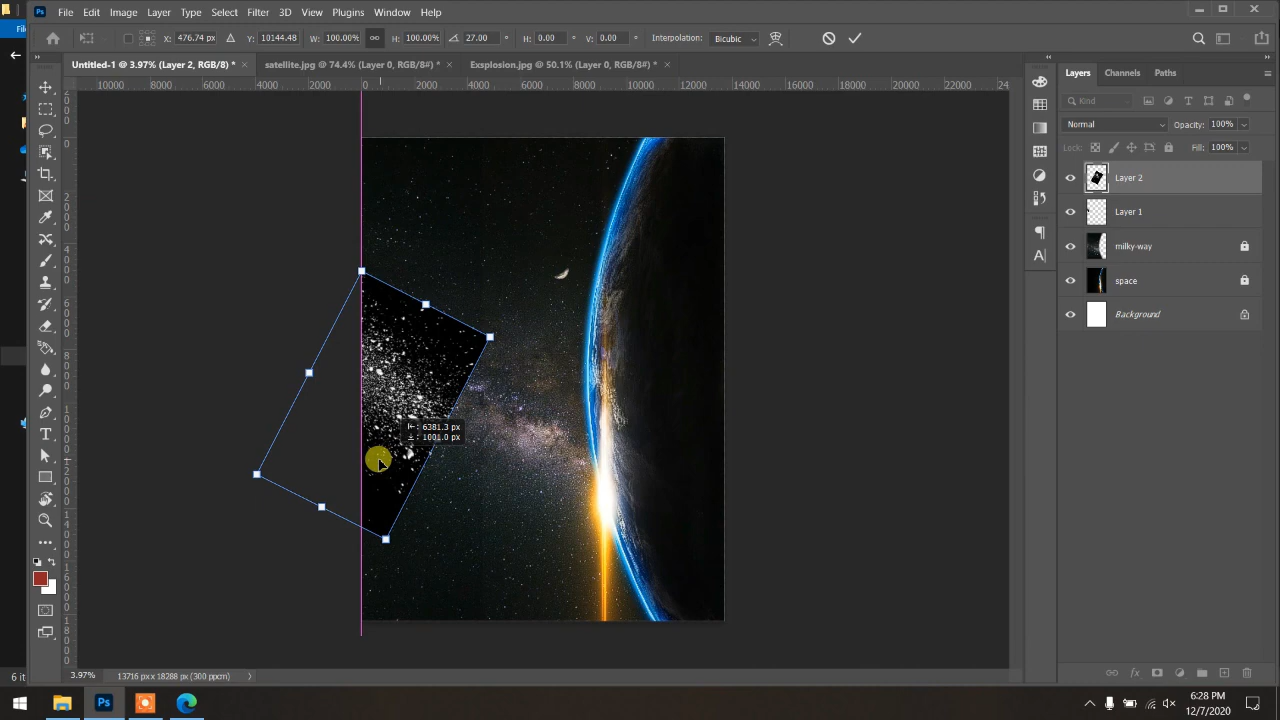 File Edit Image Layer Type Select Filter 3D View Plugins Window Help
X: 476.74 px Y: 10144.48 W: 100.00% H: 100.00% 27.00 ° H: 0.00 ° V: 0.00 ° Interpolation: Bicubic
Untitled-1 @ 3.97% (Layer 2, RGB/8) * × satellite.jpg @ 74.4% (Layer 0, RGB/8#) * × Exsplosion.jpg @ 50.1% (Layer 0, RGB/8#) * ×
10000 8000 6000 4000 2000 0 2000 4000 6000 8000 10000 12000 14000 16000 18000 20000 22000 24
Layers Channels Paths
Kind
Normal Opacity: 100%
Lock: Fill: 100%
Layer 2
Layer 1
milky-way
space
Background
6381.3 px
1001.0 px
3.97% 13716 px x 18288 px (300 ppcm)
6 it
6:28 PM
12/7/2020